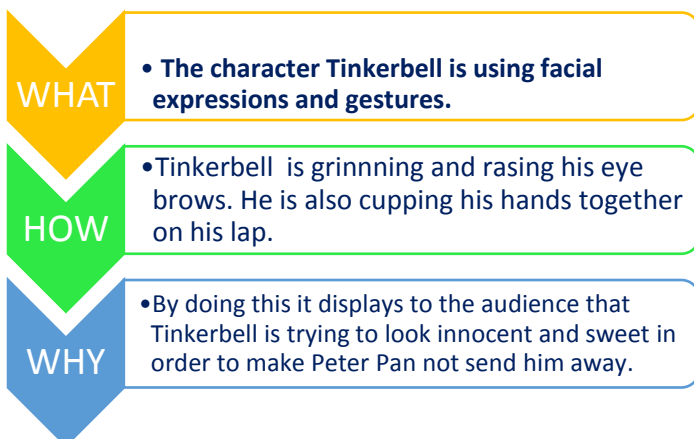 WHAT
• The character Tinkerbell is using facial
expressions and gestures.
HOW
•Tinkerbell is grinnning and rasing his eye
brows. He is also cupping his hands together
on his lap.
WHY
•By doing this it displays to the audience that
Tinkerbell is trying to look innocent and sweet in
order to make Peter Pan not send him away.